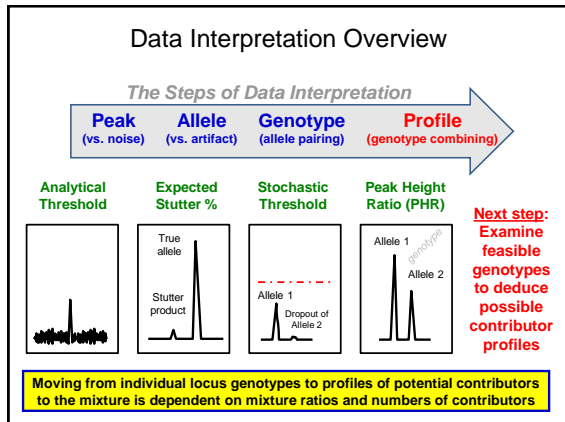 Data Interpretation Overview
The Steps of Data Interpretation
Peak
(vs. noise)
Allele
(vs. artifact)
Genotype
(allele pairing)
Profile
(genotype combining)
Analytical
Threshold
Expected
Stutter %
True
allele
Stutter
product
Stochastic
Threshold
Allele 1
Dropout of
Allele 2
Peak Height
Ratio (PHR)
Allele 1
genotype
Allele 2
Next step:
Examine
feasible
genotypes
to deduce
possible
contributor
profiles
Moving from individual locus genotypes to profiles of potential contributors
to the mixture is dependent on mixture ratios and numbers of contributors